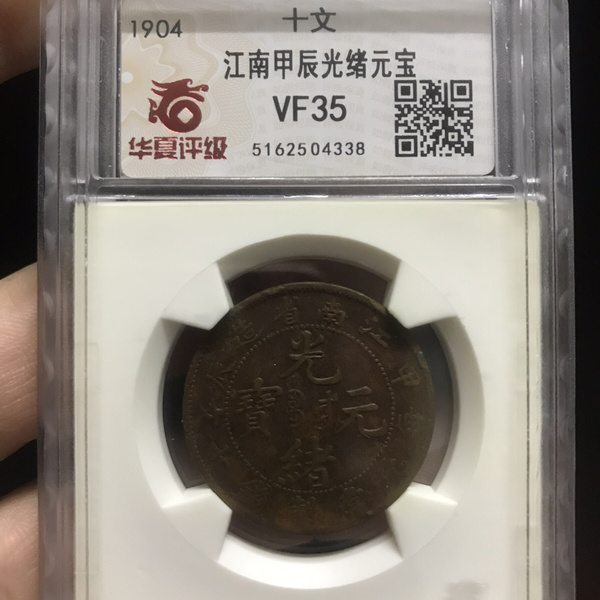 1904
十文
江南甲辰光绪元宝
VF35
华夏评级
5162504338
江南省造
甲
光緒元寶